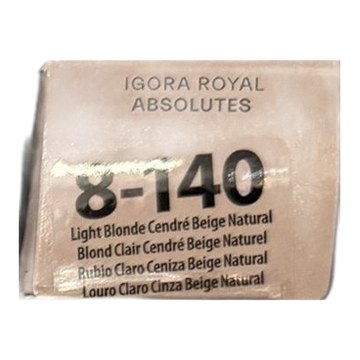 IGORA ROYAL
ABSOLUTES
8-140
Light Blonde Cendré Beige Natural
Blond Clair Cendré Beige Naturel
Rubio Claro Ceniza Beige Natural
Louro Claro Cinza Beige Natural